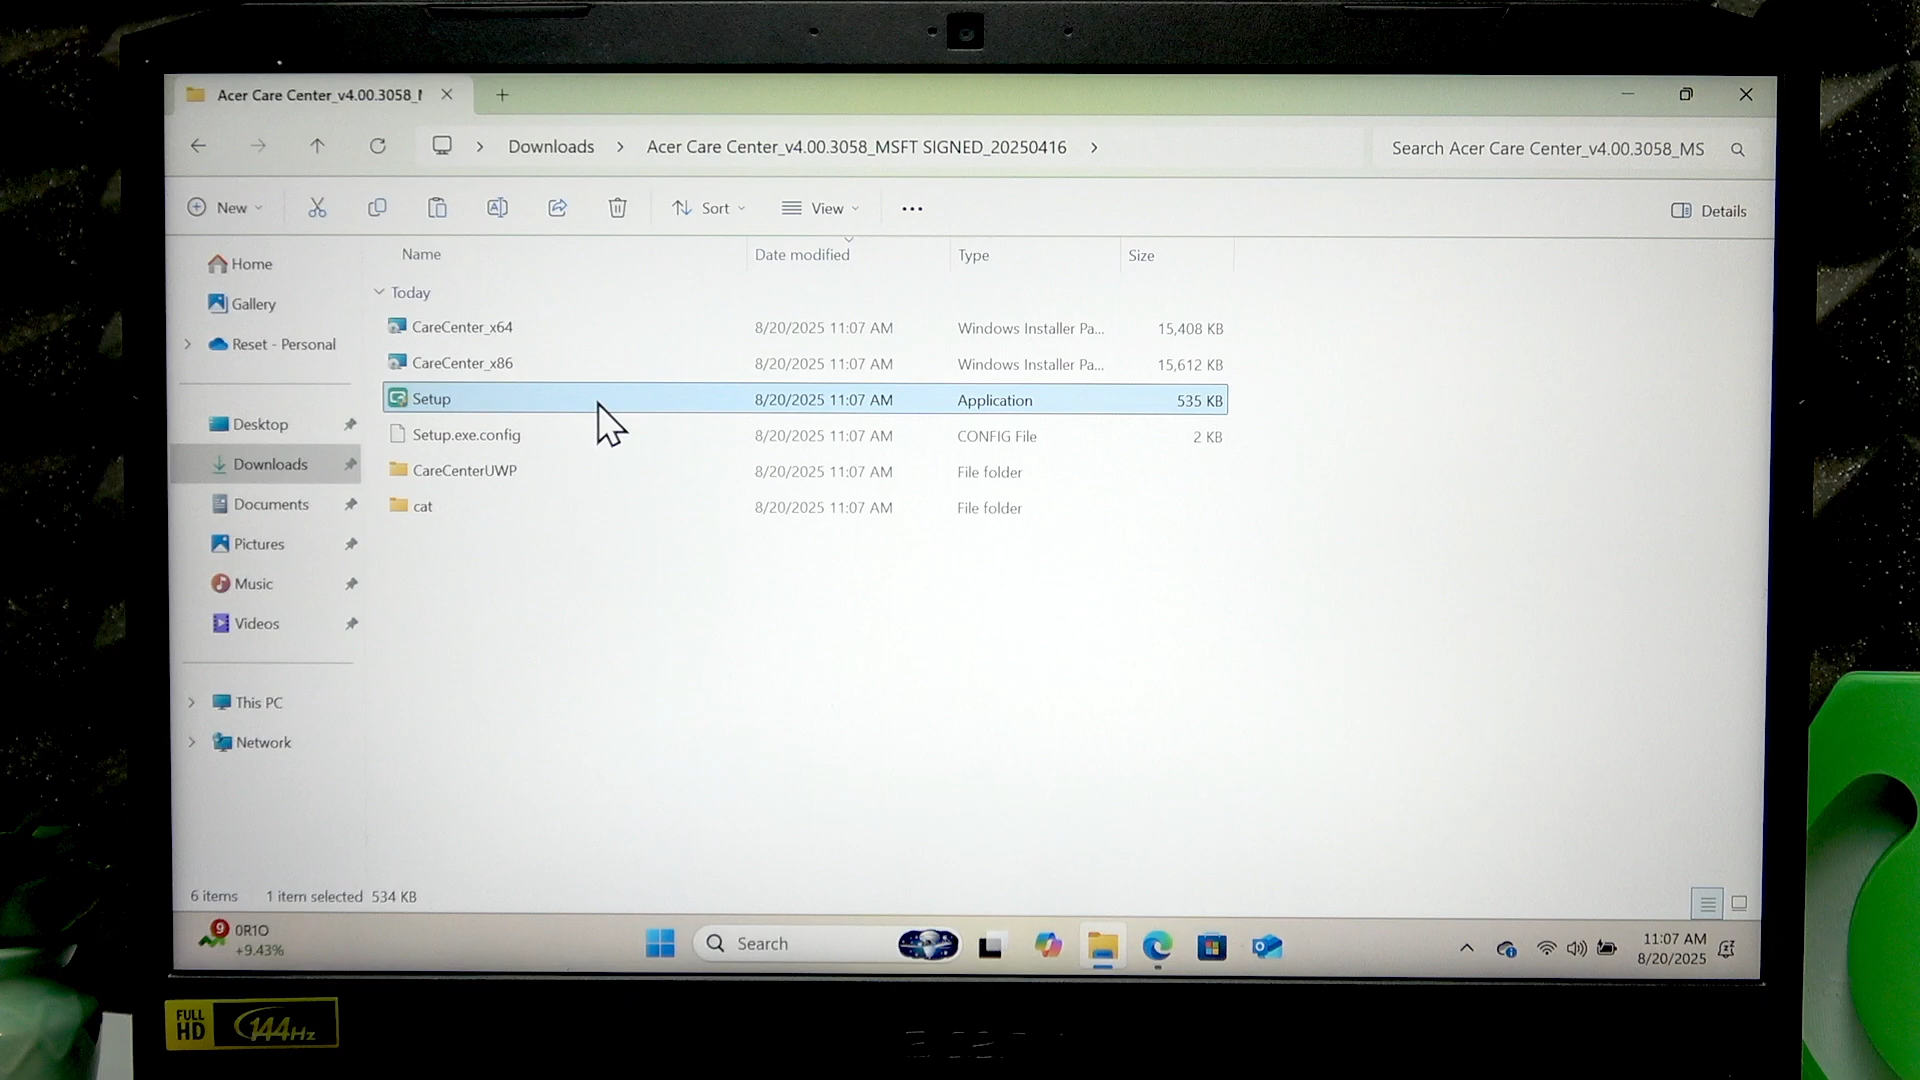 Acer Care Center_v4.00.3058_M
Downloads
Acer Care Center_v4.00.3058_MSFT SIGNED_20250416
Search Acer Care Center_v4.00.3058_MS
New
Sort
View
Details
Name
Date modified
Type
Size
Home
Gallery
Reset - Personal
Desktop
Downloads
Documents
Pictures
Music
Videos
This PC
Network
Today
CareCenter_x64 8/20/2025 11:07 AM Windows Installer Pa... 15,408 KB
CareCenter_x86 8/20/2025 11:07 AM Windows Installer Pa... 15,612 KB
Setup 8/20/2025 11:07 AM Application 535 KB
Setup.exe.config 8/20/2025 11:07 AM CONFIG File 2 KB
CareCenterUWP 8/20/2025 11:07 AM File folder
cat 8/20/2025 11:07 AM File folder
6 items 1 item selected 534 KB
9
0R1O
+9.43%
Search
11:07 AM
8/20/2025
FULL
HD
144Hz
acer